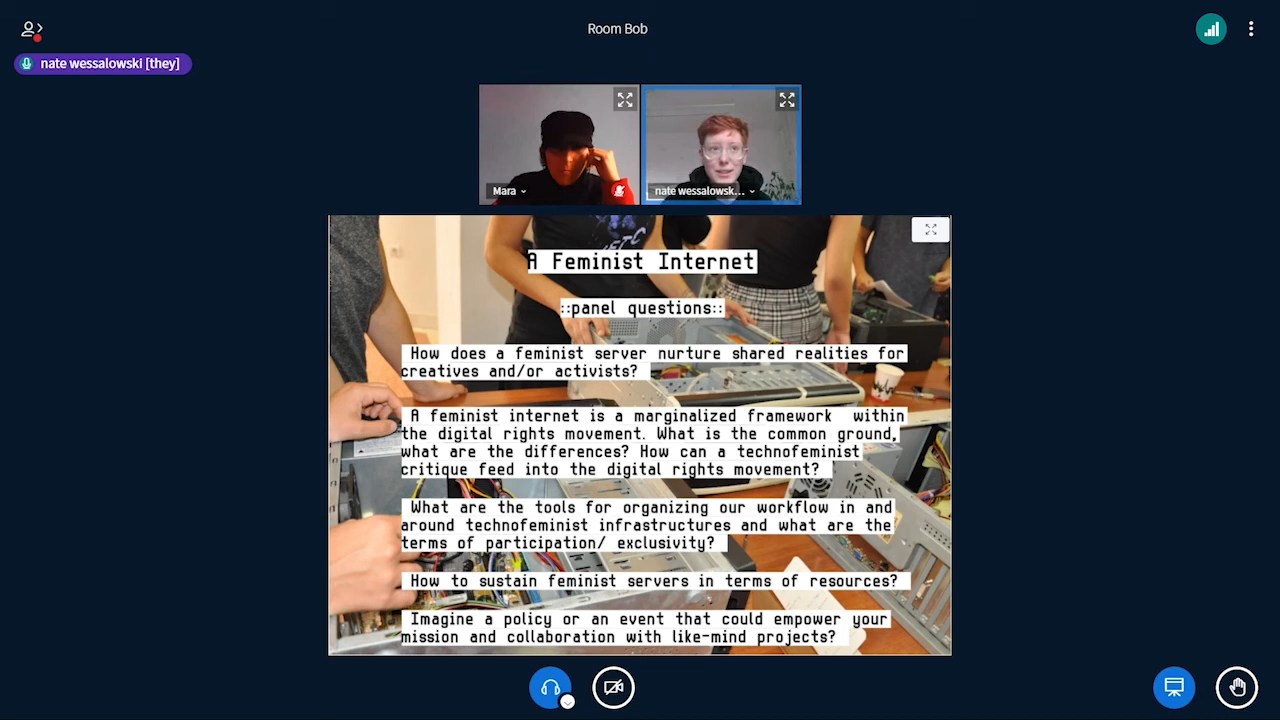 Room Bob
nate wessalowski [they]
Mara
nate wessalowsk...
A Feminist Internet
::panel questions::
How does a feminist server nurture shared realities for
creatives and/or activists?
A feminist internet is a marginalized framework within
the digital rights movement. What is the common ground,
what are the differences? How can a technofeminist
critique feed into the digital rights movement?
What are the tools for organizing our workflow in and
around technofeminist infrastructures and what are the
terms of participation/ exclusivity?
How to sustain feminist servers in terms of resources?
Imagine a policy or an event that could empower your
mission and collaboration with like-mind projects?